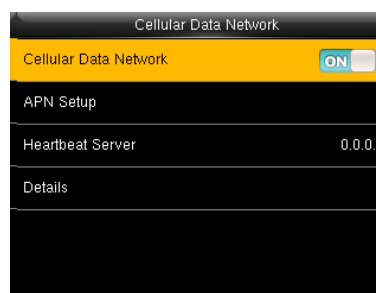 Cellular Data Network
Cellular Data Network ON
APN Setup
Heartbeat Server 0.0.0.
Details